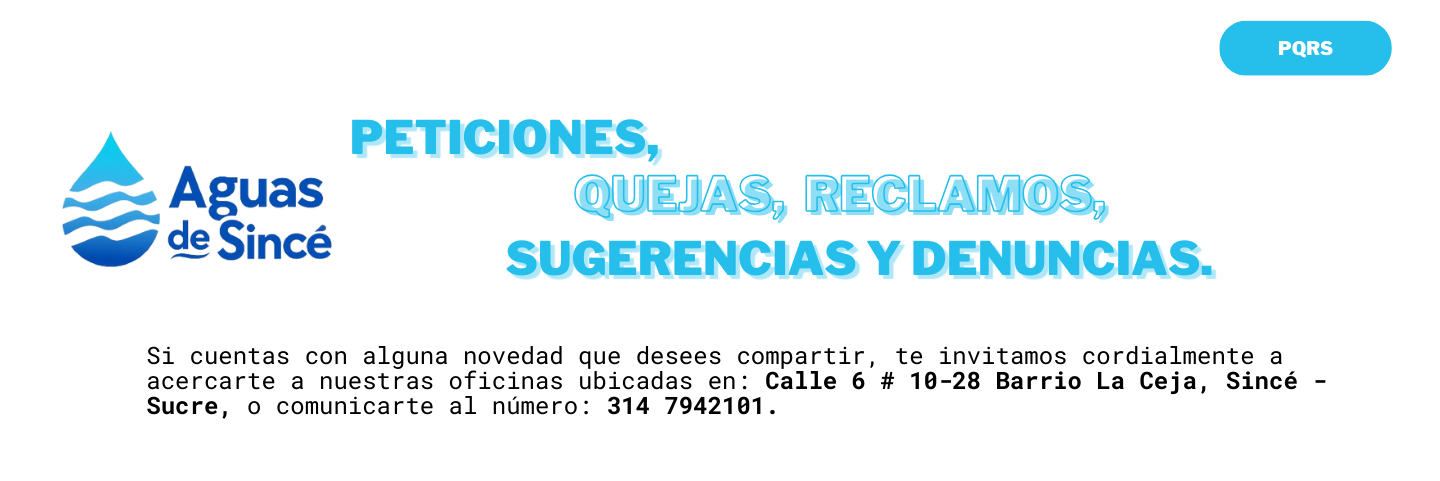 PQRS
PETICIONES,
Aguas
de Sincé
QUEJAS, RECLAMOS,
SUGERENCIAS Y DENUNCIAS.
Si cuentas con alguna novedad que desees compartir, te invitamos cordialmente a
acercarte a nuestras oficinas ubicadas en: Calle 6 # 10-28 Barrio La Ceja, Sincé -
Sucre, o comunicarte al número: 314 7942101.